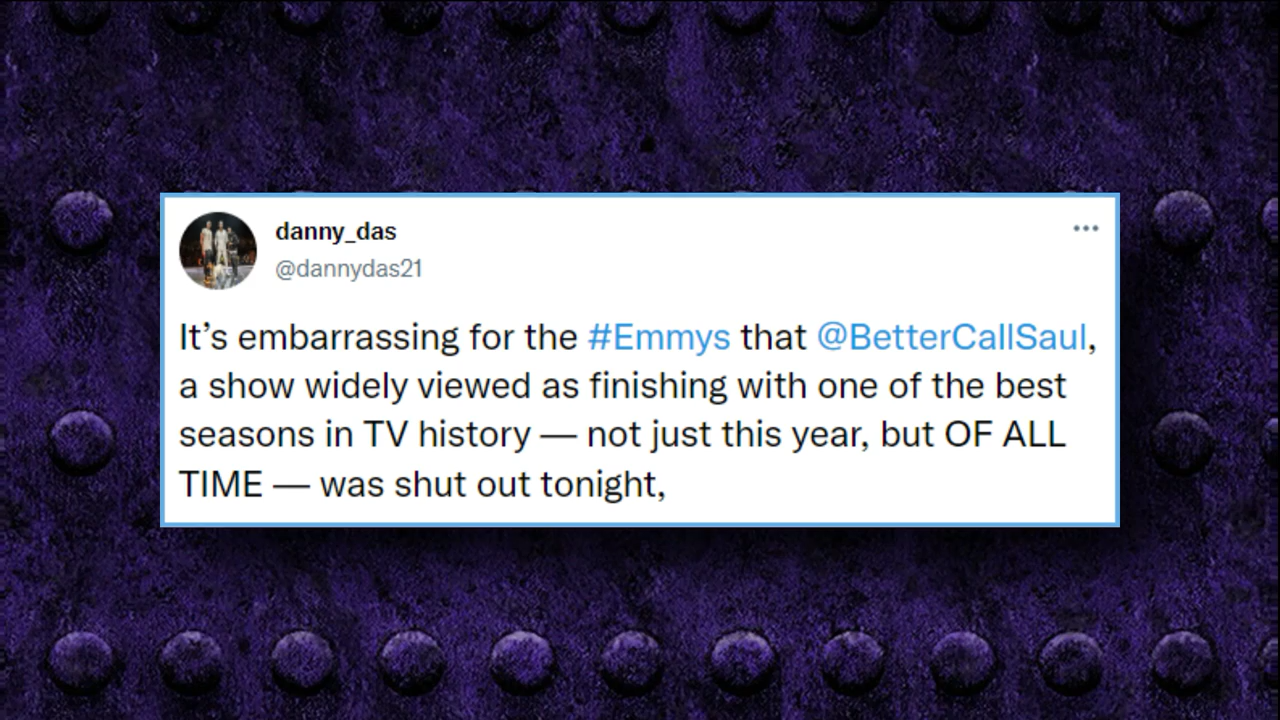 danny_das
@dannydas21
It’s embarrassing for the #Emmys that @BetterCallSaul,
a show widely viewed as finishing with one of the best
seasons in TV history — not just this year, but OF ALL
TIME — was shut out tonight,